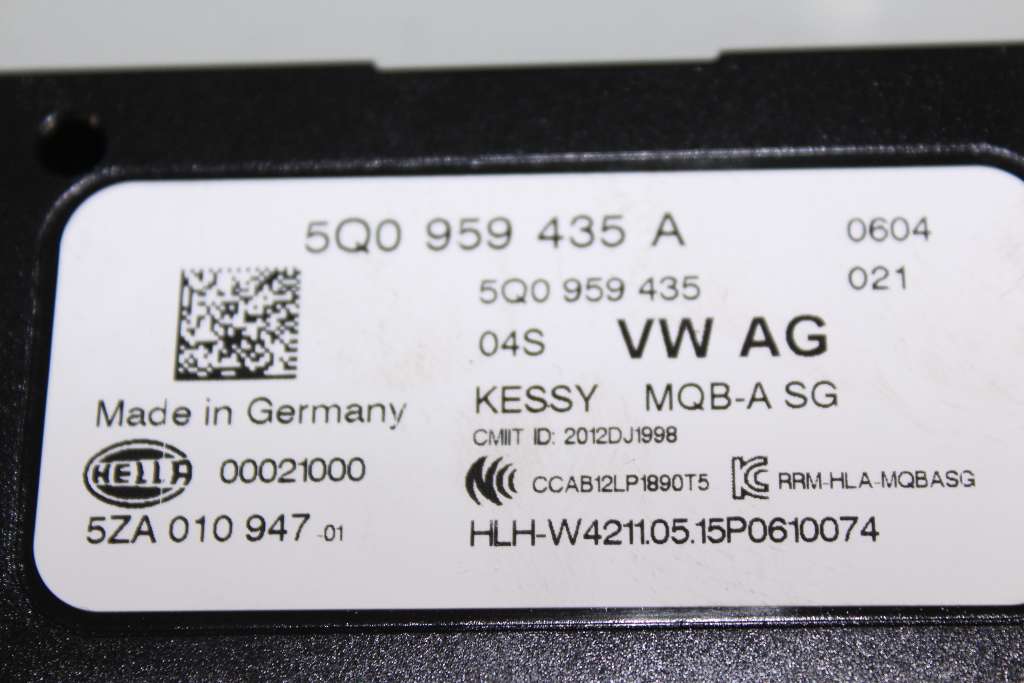 5Q0 959 435 A 0604
5Q0 959 435 021
04S VW AG
Made in Germany KESSY MQB-A SG
CMIIT ID: 2012DJ1998
HELLA 00021000 CCAB12LP1890T5 RRM-HLA-MQBASG
5ZA 010 947 -01 HLH-W4211.05.15P0610074